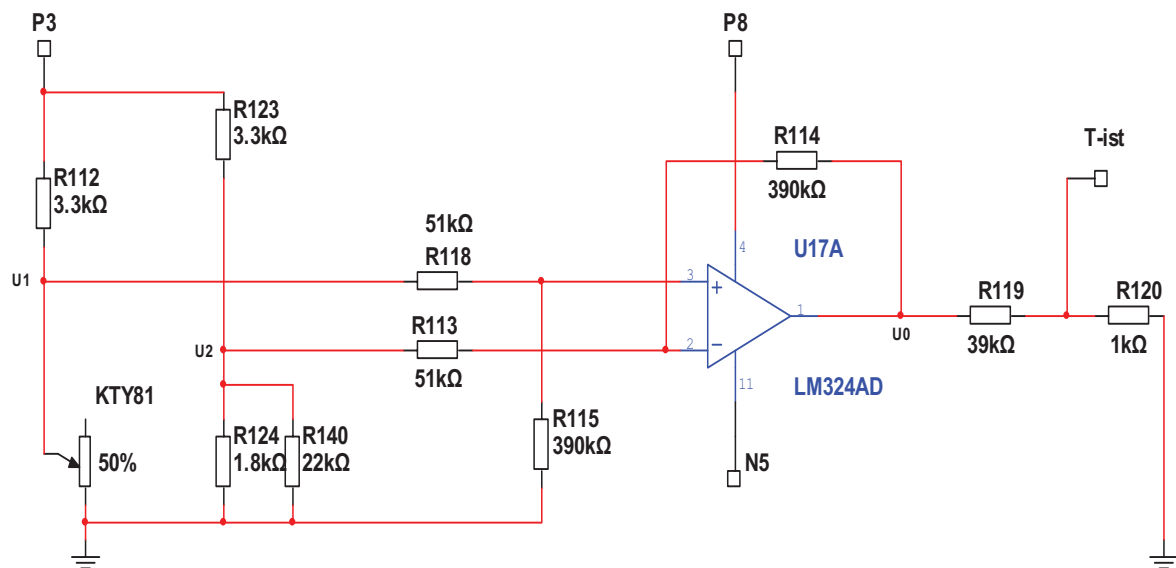 P3
P8
R123
3.3kΩ
R114
390kΩ
T-ist
R112
3.3kΩ
51kΩ
R118
4
U17A
U1
3
+
1
R119
39kΩ
R120
1kΩ
U0
R113
51kΩ
U2
2
−
11
LM324AD
KTY81
50%
R124
1.8kΩ
R140
22kΩ
R115
390kΩ
N5